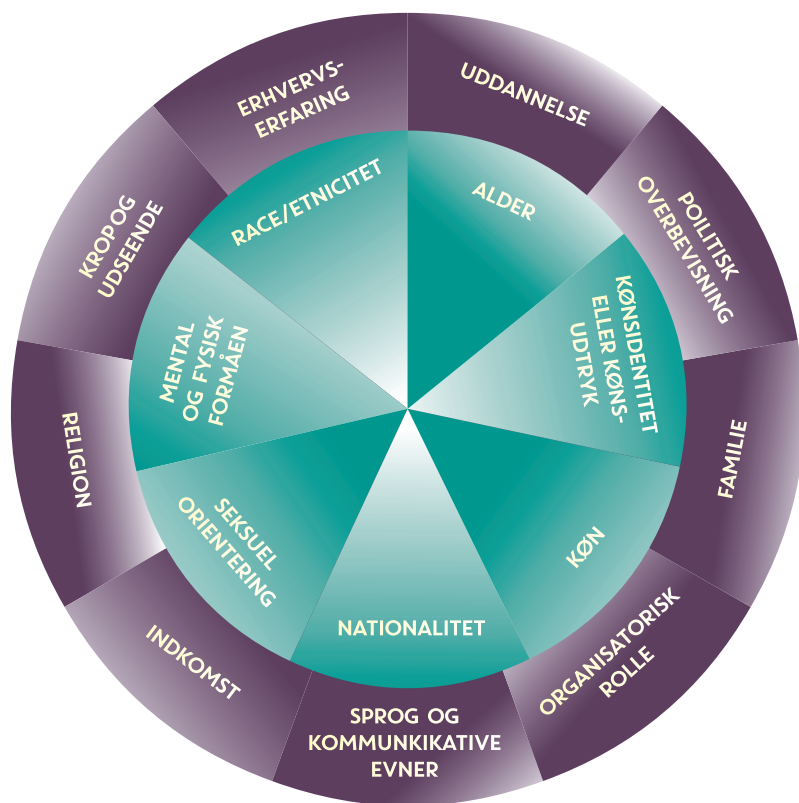 UDDANNELSE
POILITISK
OVERBEVISNING
FAMILIE
ORGANISATORISK
ROLLE
SPROG OG
KOMMUNKIKATIVE
EVNER
INDKOMST
RELIGION
KROP OG
UDSEENDE
ERHVERVS-
ERFARING
ALDER
KØNSIDENTITET
ELLER KØNS-
UDTRYK
KØN
NATIONALITET
SEKSUEL
ORIENTERING
MENTAL
OG FYSISK
FORMÅEN
RACE/ETNICITET